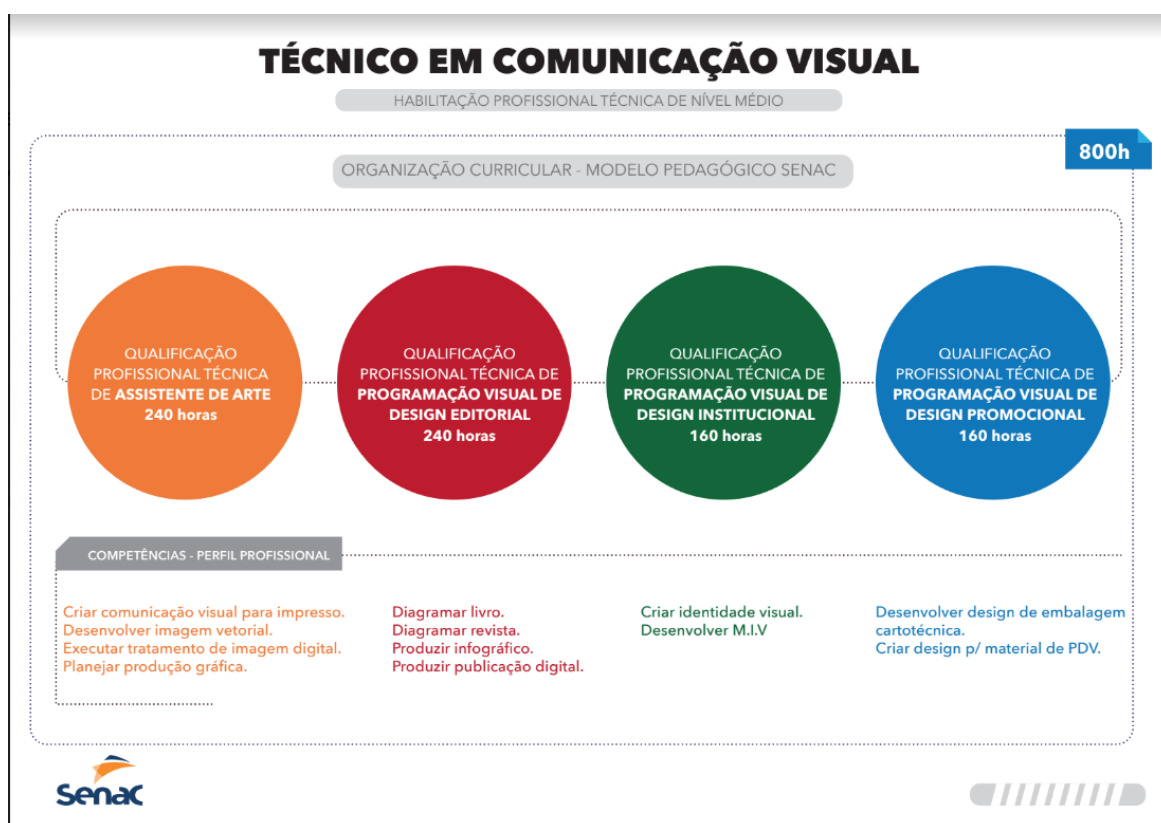 TÉCNICO EM COMUNICAÇÃO VISUAL
HABILITAÇÃO PROFISSIONAL TÉCNICA DE NÍVEL MÉDIO
800h
ORGANIZAÇÃO CURRICULAR - MODELO PEDAGÓGICO SENAC
QUALIFICAÇÃO
PROFISSIONAL TÉCNICA
DE ASSISTENTE DE ARTE
240 horas
QUALIFICAÇÃO
PROFISSIONAL TÉCNICA DE
PROGRAMAÇÃO VISUAL DE
DESIGN EDITORIAL
240 horas
QUALIFICAÇÃO
PROFISSIONAL TÉCNICA DE
PROGRAMAÇÃO VISUAL DE
DESIGN INSTITUCIONAL
160 horas
QUALIFICAÇÃO
PROFISSIONAL TÉCNICA DE
PROGRAMAÇÃO VISUAL DE
DESIGN PROMOCIONAL
160 horas
COMPETÊNCIAS - PERFIL PROFISSIONAL
Criar comunicação visual para impresso.
Desenvolver imagem vetorial.
Executar tratamento de imagem digital.
Planejar produção gráfica.
Diagramar livro.
Diagramar revista.
Produzir infográfico.
Produzir publicação digital.
Criar identidade visual.
Desenvolver M.I.V
Desenvolver design de embalagem
cartotécnica.
Criar design p/ material de PDV.
Senac